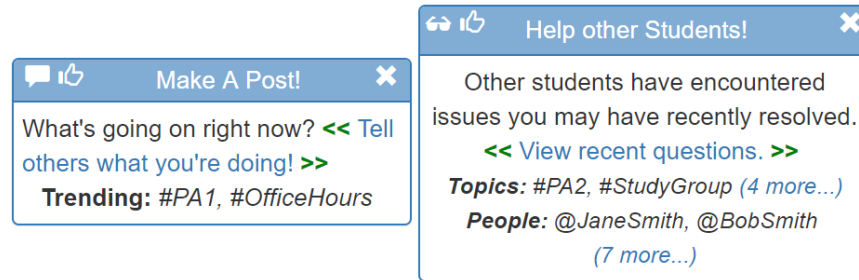 Make A Post!
What's going on right now? << Tell
others what you're doing! >>
Trending: #PA1, #OfficeHours
Help other Students!
Other students have encountered
issues you may have recently resolved.
<< View recent questions. >>
Topics: #PA2, #StudyGroup (4 more...)
People: @JaneSmith, @BobSmith
(7 more...)